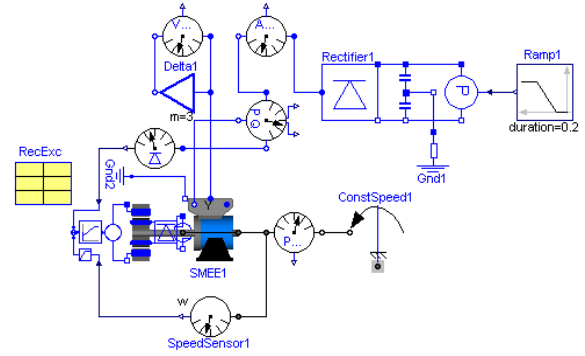 V...
A...
Delta1
Rectifier1
Ramp1
P
m=3
P
Q
duration=0.2
RecExc
Gnd2
Gnd1
ConstSpeed1
Y
P...
SMEE1
w
SpeedSensor1